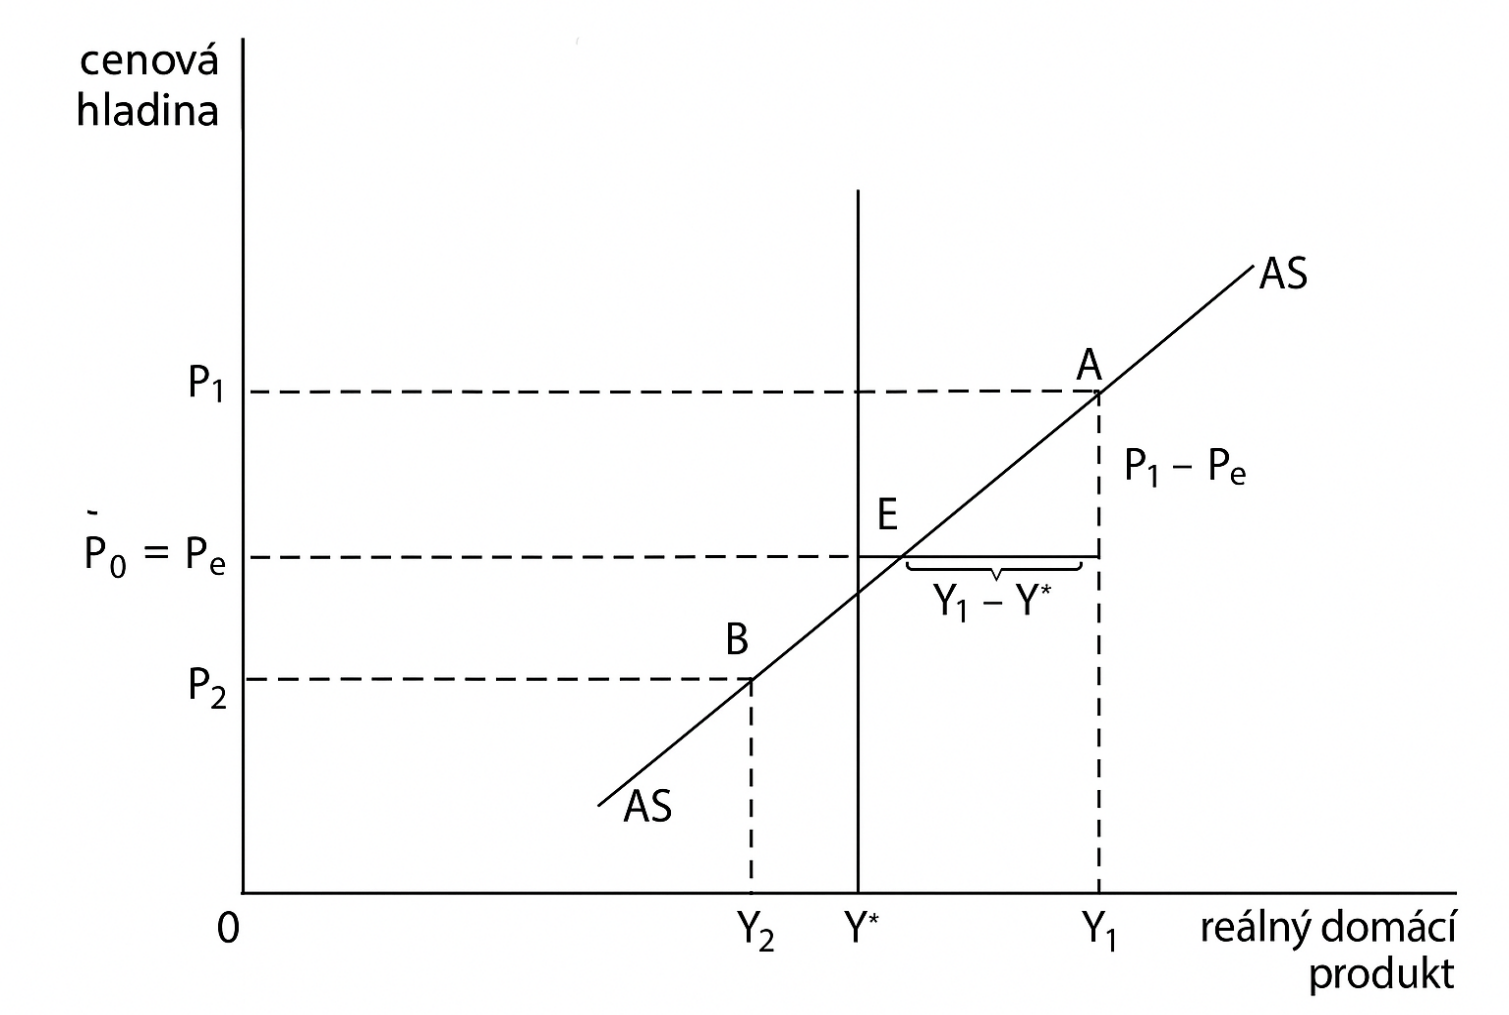 cenová
hladina
AS
P₁
A
P₁ – Pₑ
E
P₀ = Pₑ
Y₁ – Y*
B
P₂
AS
0
Y₂
Y*
Y₁
reálný domácí
produkt